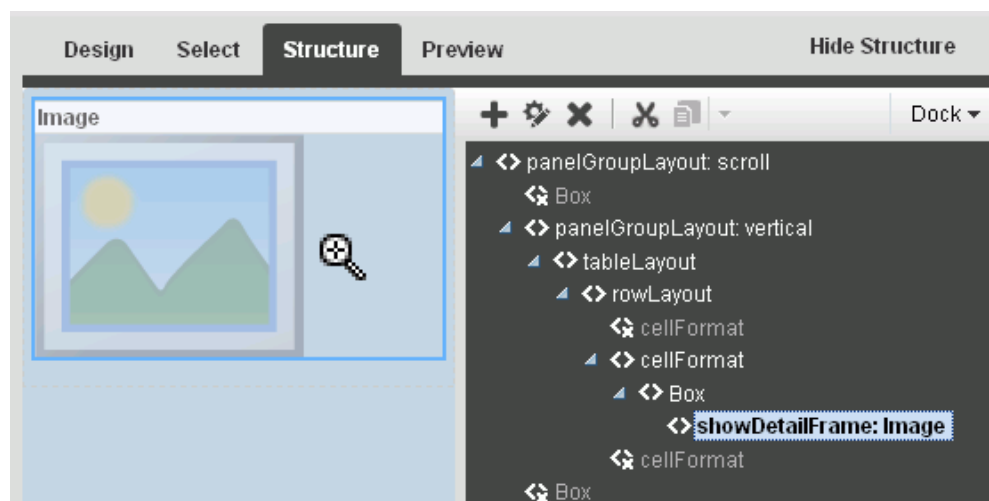 Design Select Structure Preview Hide Structure
Image
Dock
panelGroupLayout: scroll
Box
panelGroupLayout: vertical
tableLayout
rowLayout
cellFormat
cellFormat
Box
showDetailFrame: Image
cellFormat
Box